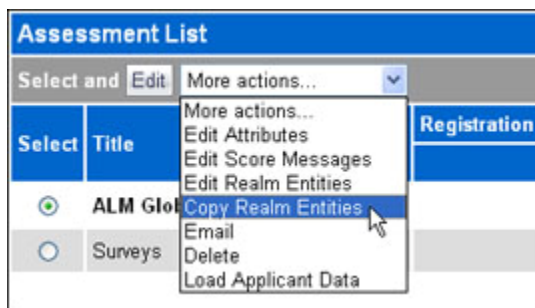 Assessment List
Select and Edit More actions...
More actions...
Edit Attributes
Edit Score Messages
Edit Realm Entities
Copy Realm Entities
Email
Delete
Load Applicant Data
Select Title Registration
ALM
Surveys